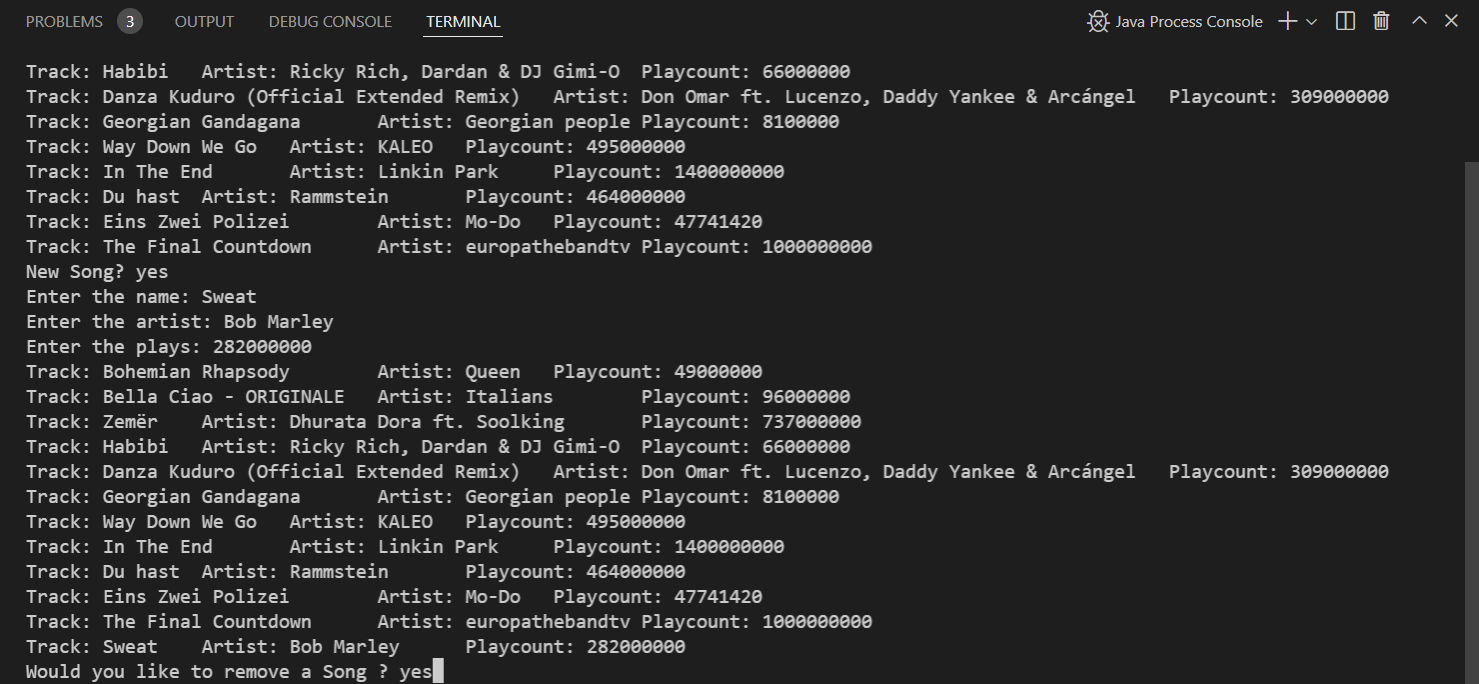 PROBLEMS 3 OUTPUT DEBUG CONSOLE TERMINAL Java Process Console
Track: Habibi Artist: Ricky Rich, Dardan & DJ Gimi-O Playcount: 66000000
Track: Danza Kuduro (Official Extended Remix) Artist: Don Omar ft. Lucenzo, Daddy Yankee & Arcángel Playcount: 309000000
Track: Georgian Gandagana Artist: Georgian people Playcount: 8100000
Track: Way Down We Go Artist: KALEO Playcount: 495000000
Track: In The End Artist: Linkin Park Playcount: 1400000000
Track: Du hast Artist: Rammstein Playcount: 464000000
Track: Eins Zwei Polizei Artist: Mo-Do Playcount: 47741420
Track: The Final Countdown Artist: europathebandtv Playcount: 1000000000
New Song? yes
Enter the name: Sweat
Enter the artist: Bob Marley
Enter the plays: 282000000
Track: Bohemian Rhapsody Artist: Queen Playcount: 49000000
Track: Bella Ciao - ORIGINALE Artist: Italians Playcount: 96000000
Track: Zemër Artist: Dhurata Dora ft. Soolking Playcount: 737000000
Track: Habibi Artist: Ricky Rich, Dardan & DJ Gimi-O Playcount: 66000000
Track: Danza Kuduro (Official Extended Remix) Artist: Don Omar ft. Lucenzo, Daddy Yankee & Arcángel Playcount: 309000000
Track: Georgian Gandagana Artist: Georgian people Playcount: 8100000
Track: Way Down We Go Artist: KALEO Playcount: 495000000
Track: In The End Artist: Linkin Park Playcount: 1400000000
Track: Du hast Artist: Rammstein Playcount: 464000000
Track: Eins Zwei Polizei Artist: Mo-Do Playcount: 47741420
Track: The Final Countdown Artist: europathebandtv Playcount: 1000000000
Track: Sweat Artist: Bob Marley Playcount: 282000000
Would you like to remove a Song ? yes